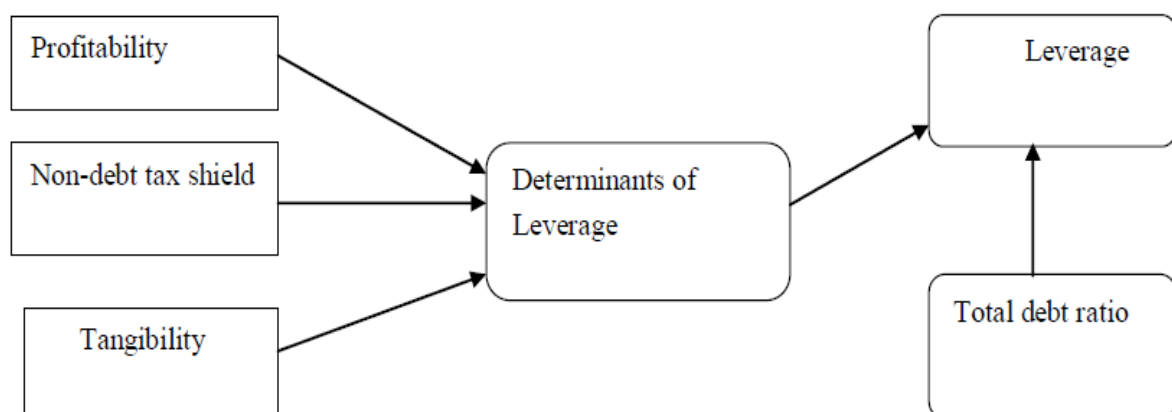 Profitability
Non-debt tax shield
Tangibility
Determinants of
Leverage
Leverage
Total debt ratio